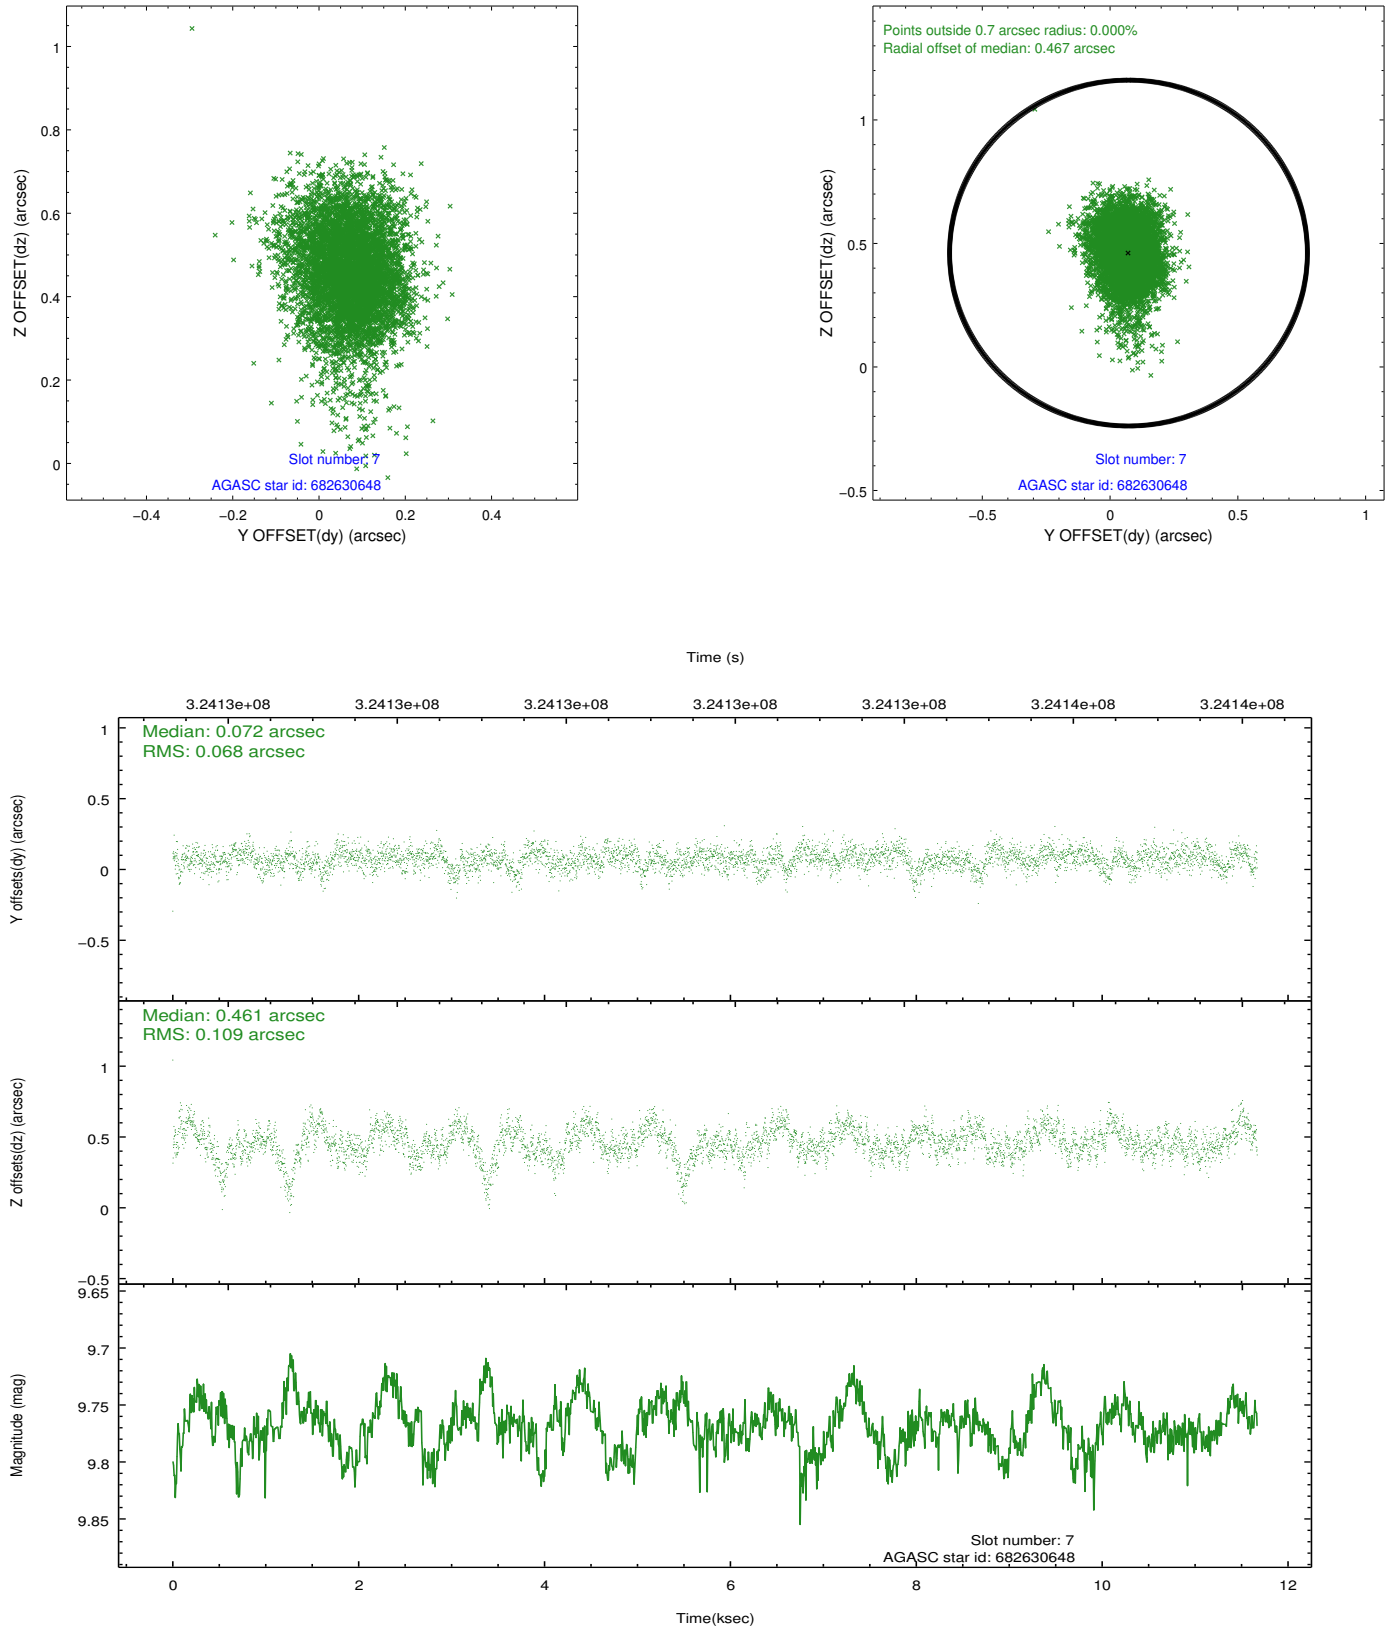 1
0.8
0.6
0.4
0.2
0
Z OFFSET(dz) (arcsec)
Slot number: 7
AGASC star id: 682630648
−0.4 −0.2 0 0.2 0.4
Y OFFSET(dy) (arcsec)
Points outside 0.7 arcsec radius: 0.000%
Radial offset of median: 0.467 arcsec
1
0.5
0
−0.5
Z OFFSET(dz) (arcsec)
Slot number: 7
AGASC star id: 682630648
−0.5 0 0.5 1
Y OFFSET(dy) (arcsec)
Time (s)
3.2413e+08 3.2413e+08 3.2413e+08 3.2413e+08 3.2413e+08 3.2414e+08 3.2414e+08
Median: 0.072 arcsec
RMS: 0.068 arcsec
1
0.5
0
−0.5
Y offsets(dy) (arcsec)
Median: 0.461 arcsec
RMS: 0.109 arcsec
1
0.5
0
−0.5
Z offsets(dz) (arcsec)
9.65
9.7
9.75
9.8
9.85
Magnitude (mag)
Slot number: 7
AGASC star id: 682630648
0 2 4 6 8 10 12
Time(ksec)